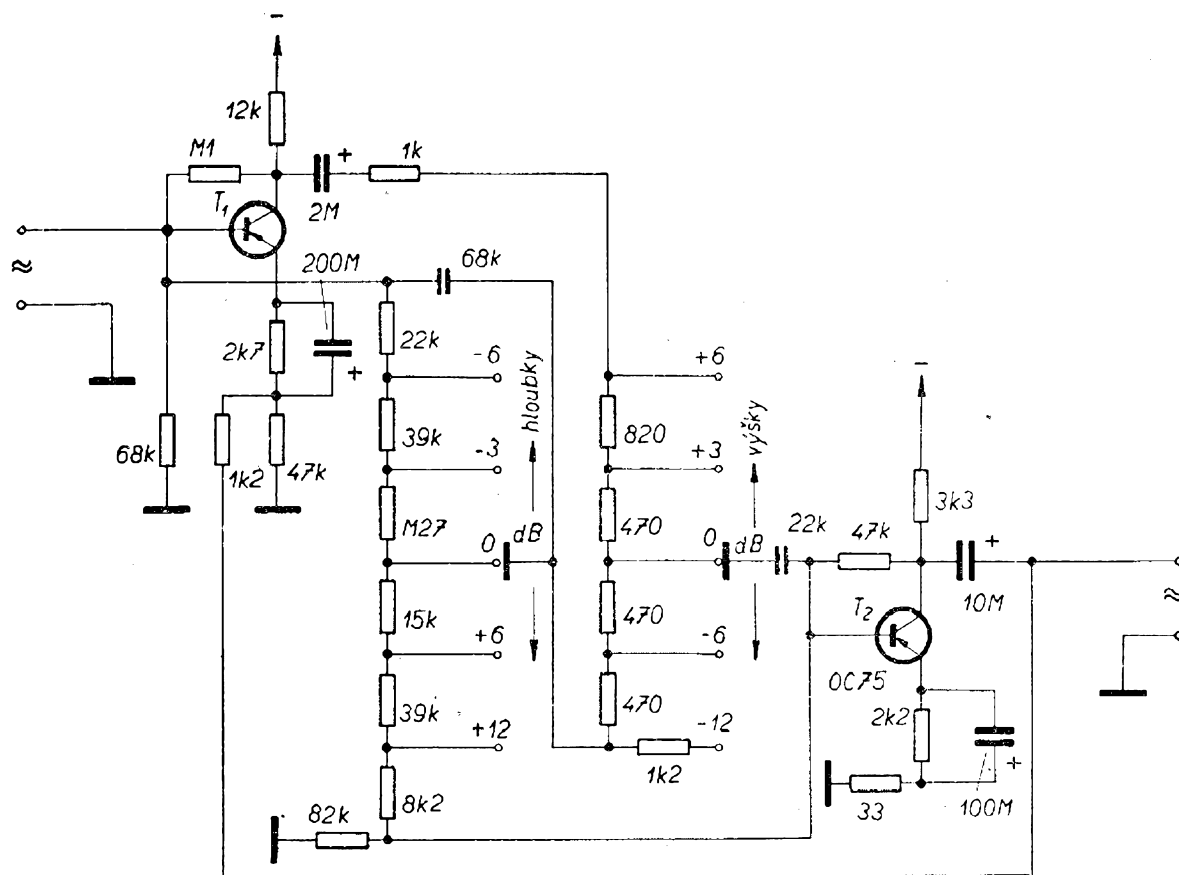 −
12k
M1
+
1k
T1
2M
≈
200M
68k
22k
2k7
+
-6
hloubky
+6
výšky
−
39k
820
68k
1k2
47k
-3
+3
3k3
M27
470
22k
47k
+
0
dB
0
dB
10M
≈
15k
470
T2
+6
-6
OC75
39k
470
2k2
+12
-12
1k2
+
8k2
33
100M
82k